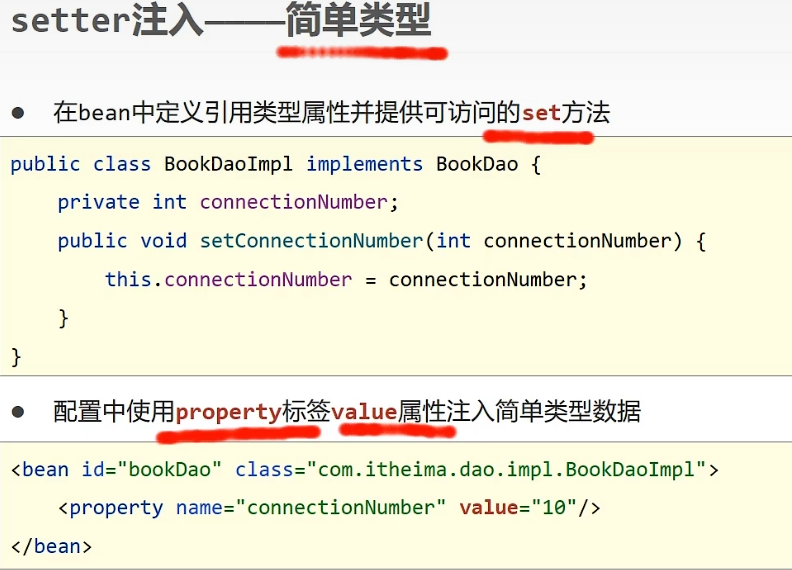 setter注入————简单类型
● 在bean中定义引用类型属性并提供可访问的set方法
public class BookDaoImpl implements BookDao {
    private int connectionNumber;
    public void setConnectionNumber(int connectionNumber) {
        this.connectionNumber = connectionNumber;
    }
}
● 配置中使用property标签value属性注入简单类型数据
<bean id="bookDao" class="com.itheima.dao.impl.BookDaoImpl">
    <property name="connectionNumber" value="10"/>
</bean>